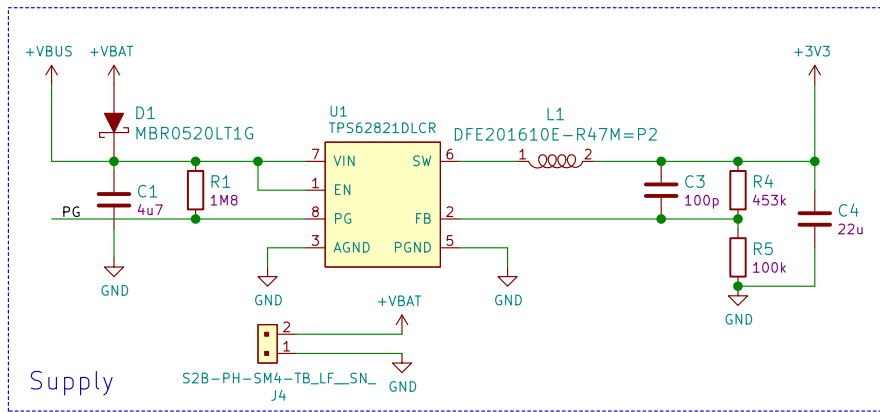 +VBUS
+VBAT
+3V3
D1
MBR0520LT1G
U1
TPS62821DLCR
L1
DFE201610E-R47M=P2
7
VIN
SW
6
1
2
1
EN
8
PG
FB
2
3
AGND
PGND
5
R1
1M8
C1
4u7
PG
C3
100p
R4
453k
C4
22u
R5
100k
GND
GND
GND
GND
+VBAT
2
1
GND
S2B-PH-SM4-TB_LF__SN_
J4
Supply